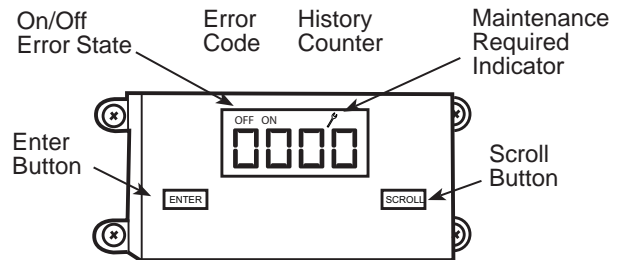 On/Off
Error State
Error
Code
History
Counter
Maintenance
Required
Indicator
OFF ON
0000
Enter
Button
ENTER
SCROLL
Scroll
Button